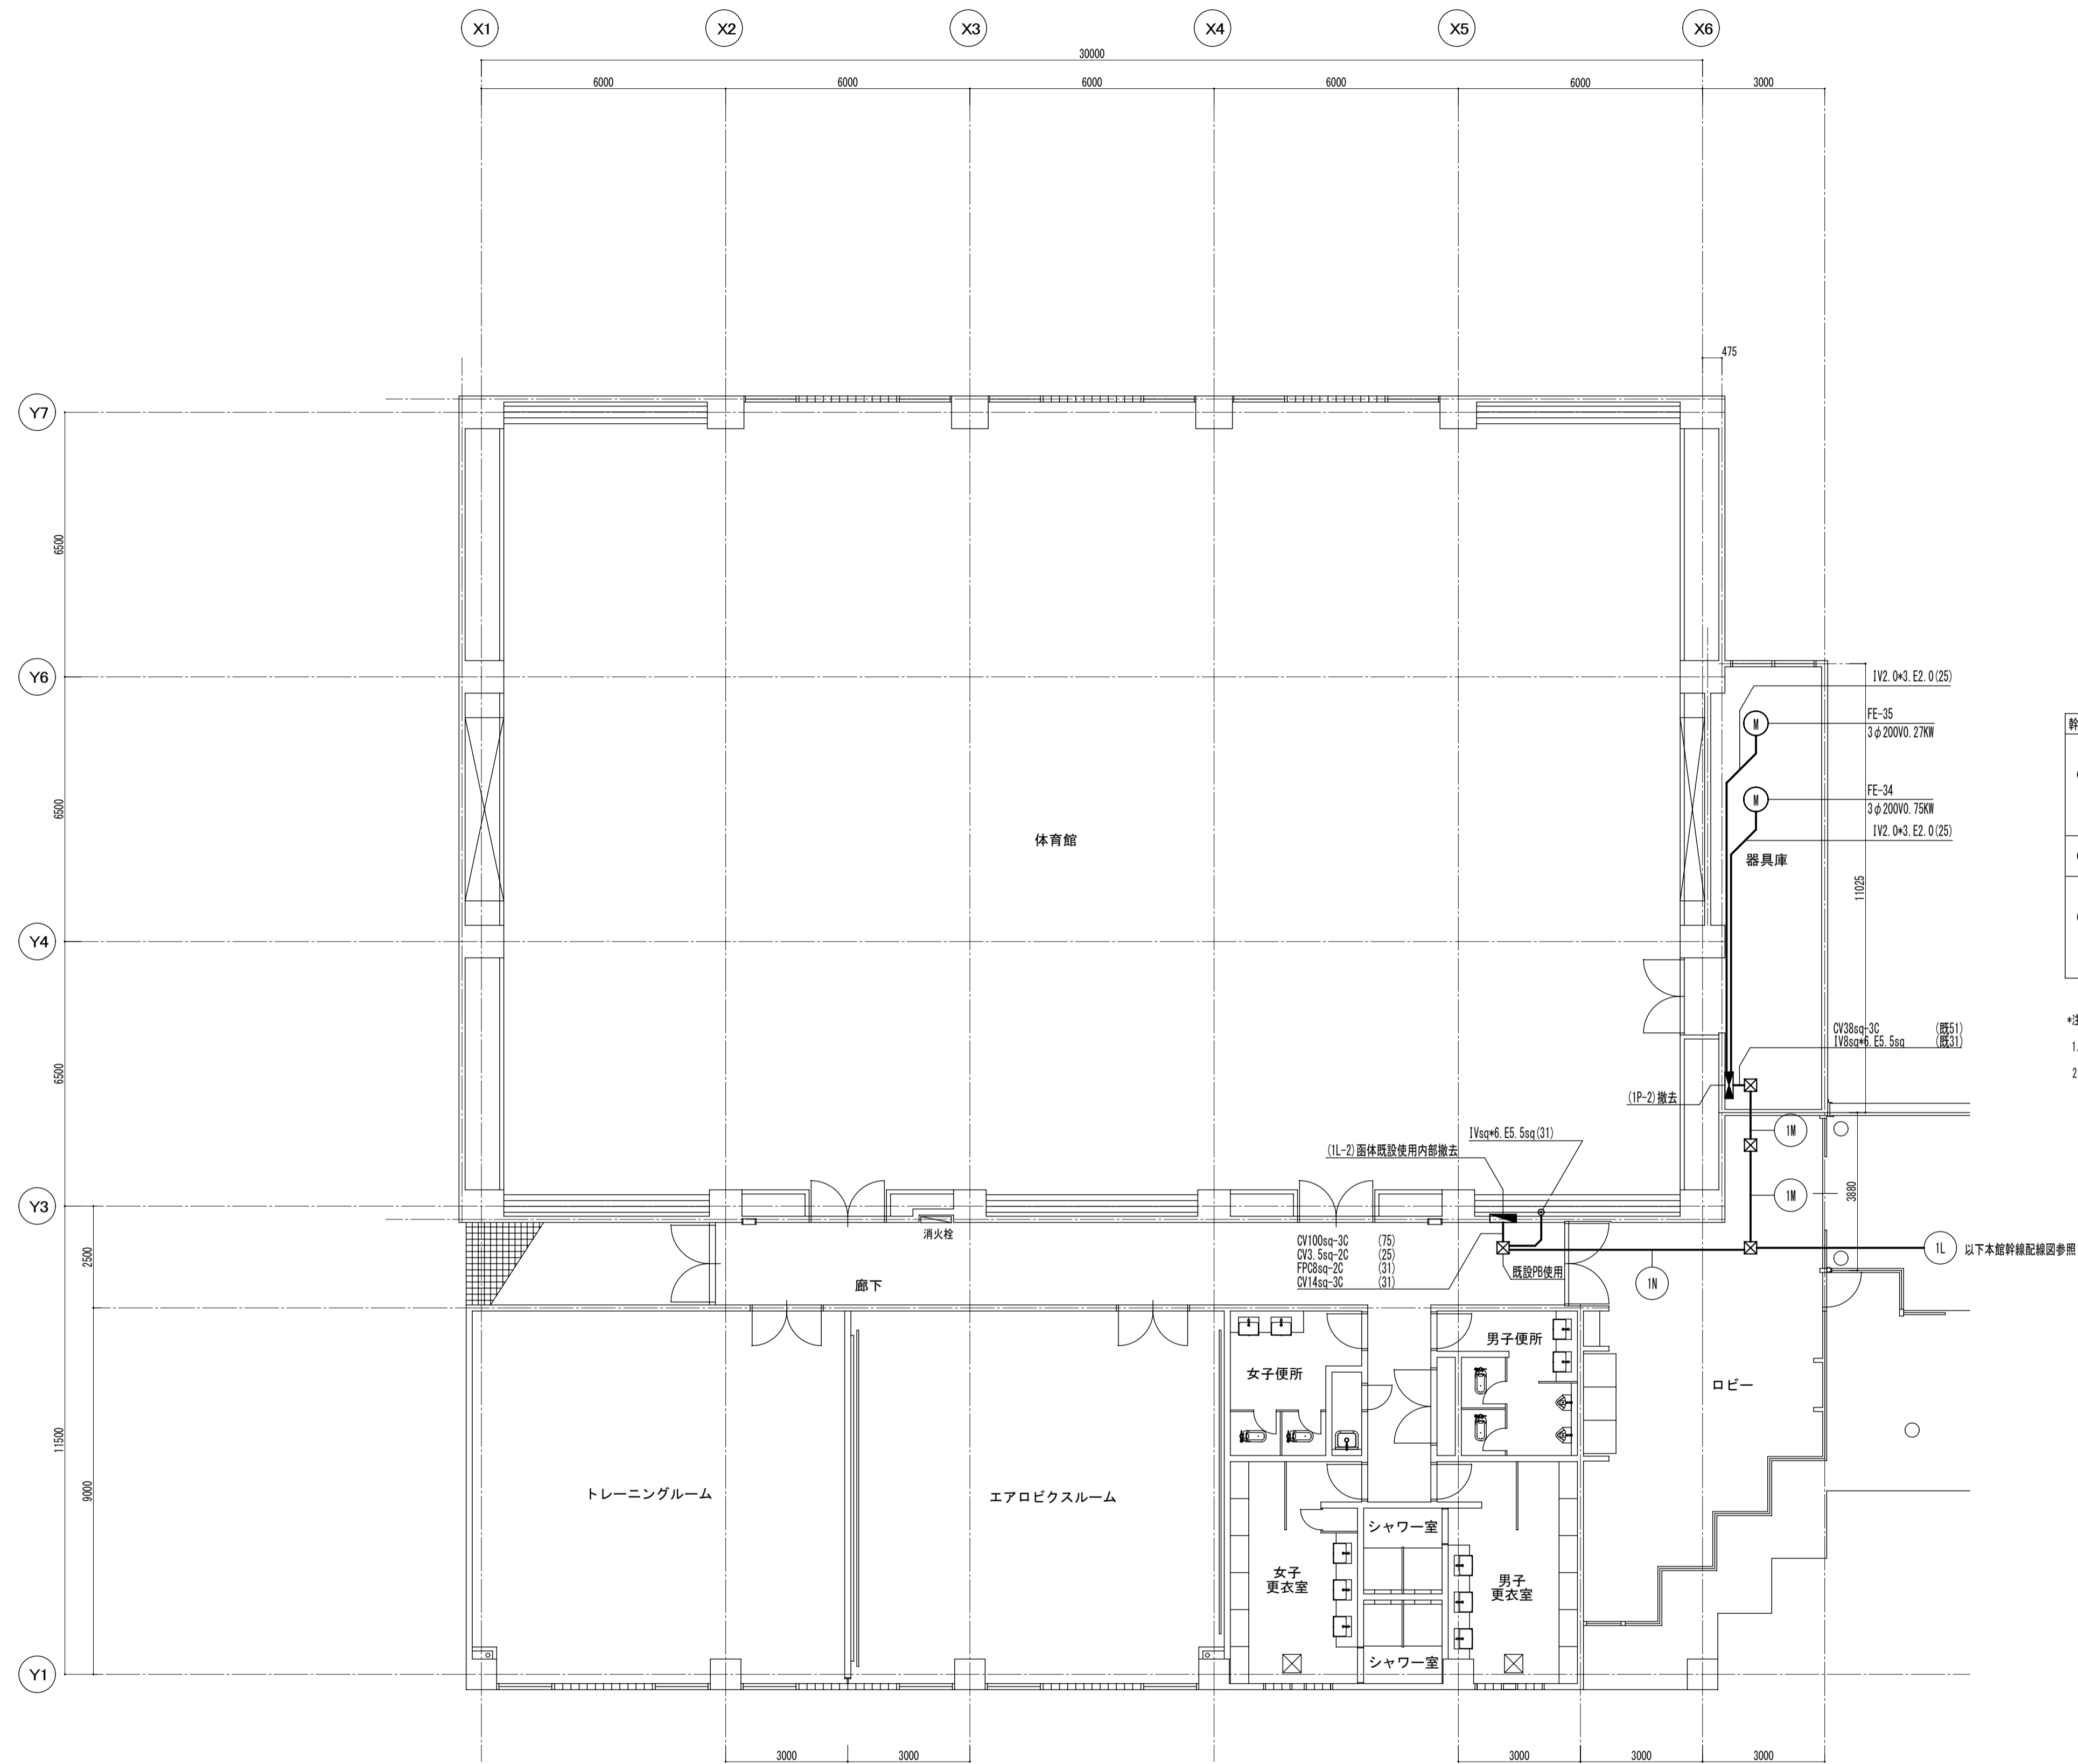 X1
X2
X3
X4
X5
X6
30000
6000
6000
6000
6000
6000
3000
475
Y7
6500
Y6
IV2.0*3.E2.0(25)
FE-35
M
3φ200V0.27KW
6500
FE-34
M
3φ200V0.75KW
IV2.0*3.E2.0(25)
体育館
器具庫
11025
Y4
6500
CV38sq-3C (既51)
IV8sq*6.E5.5sq (既31)
*注
1.
2
(1P-2)撤去
1M
IVsq*6.E5.5sq(31)
(1L-2)函体既設使用内部撤去
1M
3880
Y3
消火栓
CV100sq-3C (75)
CV3.5sq-2C (25)
FPC8sq-2C (31)
CV14sq-3C (31)
1L
以下本館幹線配線図参照
2500
既設PB使用
1N
廊下
男子便所
女子便所
ロビー
11500
9000
トレーニングルーム
エアロビクスルーム
シャワー室
女子
更衣室
男子
更衣室
シャワー室
Y1
3000
3000
3000
3000
3000